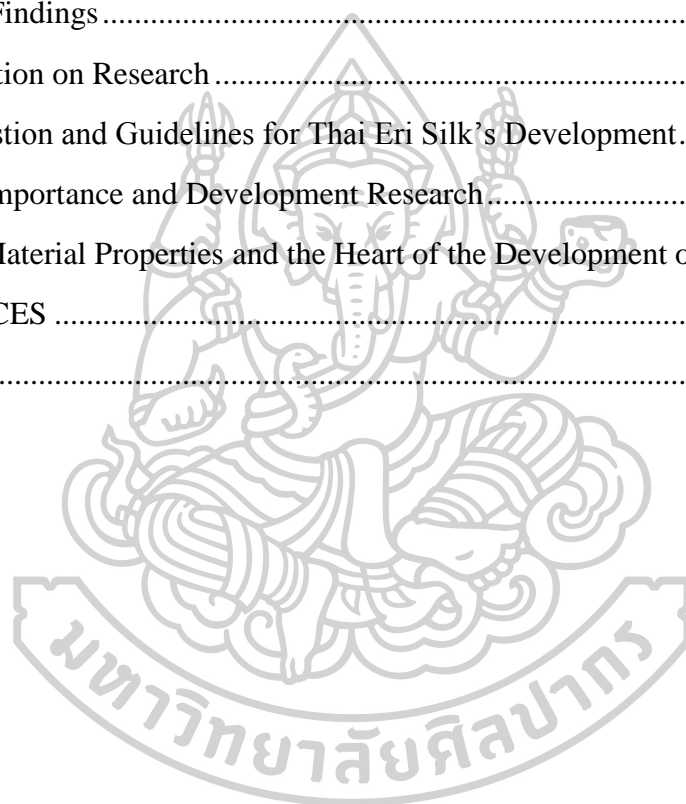 Findings
tion on Research
stion and Guidelines for Thai Eri Silk's Development
mportance and Development Research
Material Properties and the Heart of the Development o
CES
มหาวิทยาลัยศิลปากร